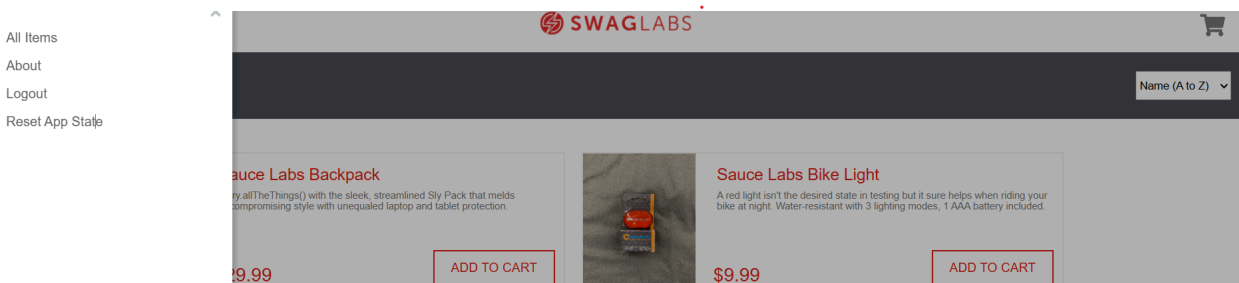 All Items
About
Logout
Reset App State
SWAGLABS
Name (A to Z)
auce Labs Backpack
ry.allTheThings() with the sleek, streamlined Sly Pack that melds
compromising style with unequaled laptop and tablet protection.
29.99
ADD TO CART
Sauce Labs Bike Light
A red light isn't the desired state in testing but it sure helps when riding your
bike at night. Water-resistant with 3 lighting modes, 1 AAA battery included.
$9.99
ADD TO CART